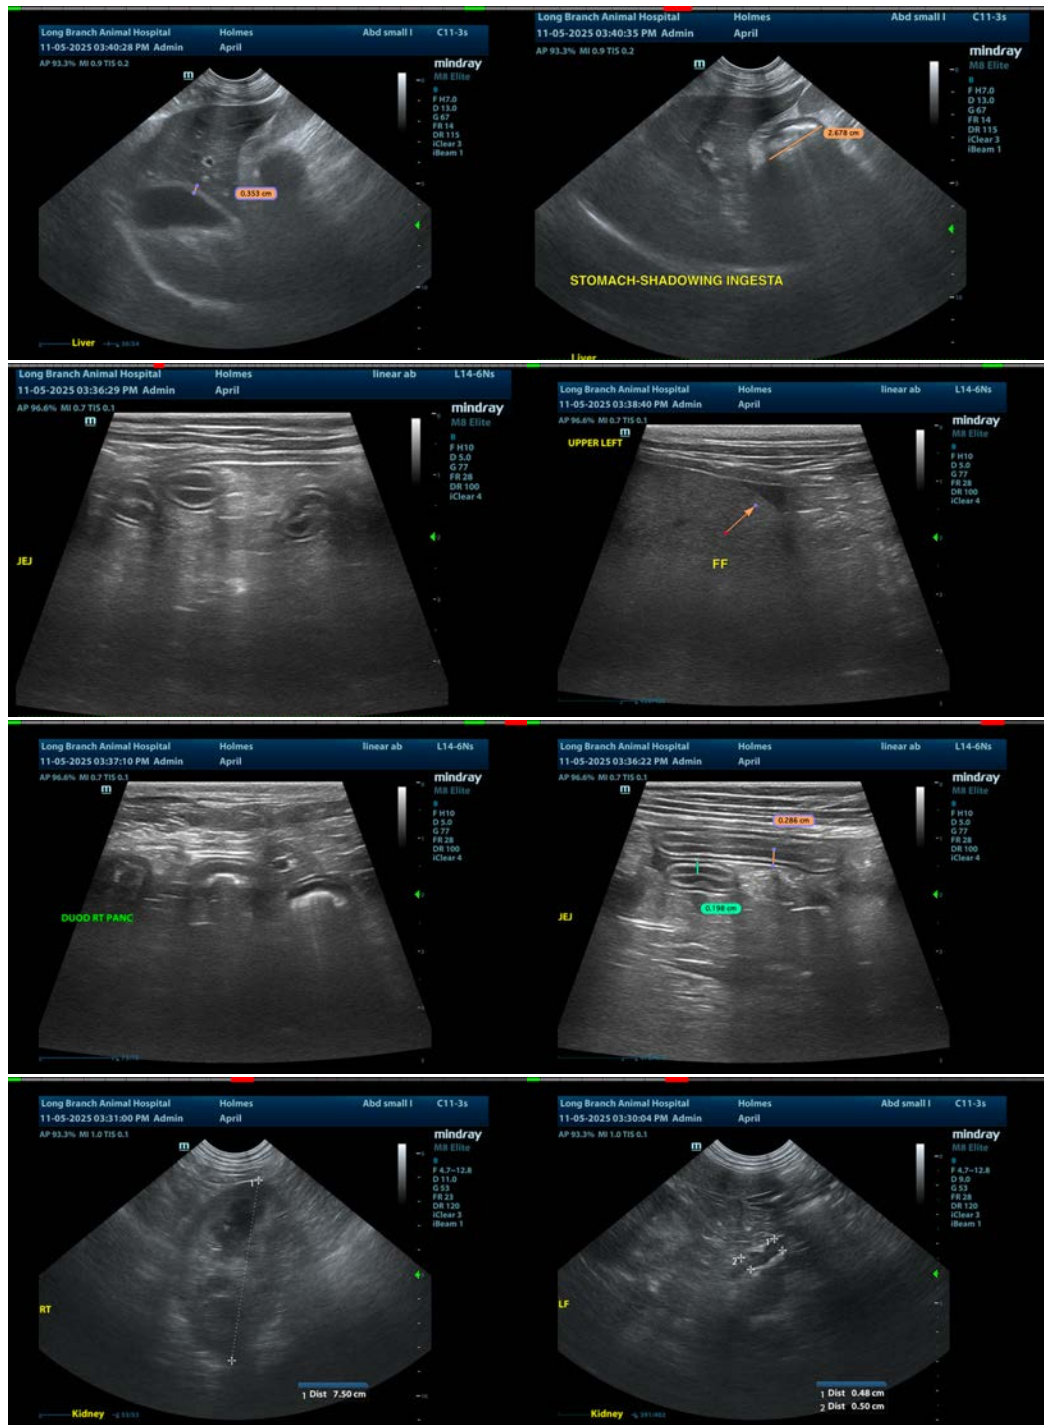 Long Branch Animal Hospital Holmes Abd small I C11-3s
11-05-2025 03:40:28 PM Admin April
AP 93.3% MI 0.9 TIS 0.2
mindray
M8 Elite
B
F H7.0
D 13.0
G 67
FR 14
DR 115
iClear 3
iBeam 1
0.353 cm
Liver
Long Branch Animal Hospital Holmes Abd small I C11-3s
11-05-2025 03:40:35 PM Admin April
AP 93.3% MI 0.9 TIS 0.2
mindray
M8 Elite
B
F H7.0
D 13.0
G 67
FR 14
DR 115
iClear 3
iBeam 1
2.678 cm
STOMACH-SHADOWING INGESTA
Liver
Long Branch Animal Hospital Holmes linear ab L14-6Ns
11-05-2025 03:36:29 PM Admin April
AP 96.6% MI 0.7 TIS 0.1
mindray
M8 Elite
B
F H10
D 5.0
G 77
FR 28
DR 100
iClear 4
JEJ
Long Branch Animal Hospital Holmes linear ab L14-6Ns
11-05-2025 03:38:40 PM Admin April
AP 96.6% MI 0.7 TIS 0.1
UPPER LEFT
mindray
M8 Elite
B
F H10
D 5.0
G 77
FR 28
DR 100
iClear 4
FF
Long Branch Animal Hospital Holmes linear ab L14-6Ns
11-05-2025 03:37:10 PM Admin April
AP 96.6% MI 0.7 TIS 0.1
mindray
M8 Elite
B
F H10
D 5.0
G 77
FR 28
DR 100
iClear 4
DUOD RT PANC
Long Branch Animal Hospital Holmes linear ab L14-6Ns
11-05-2025 03:36:22 PM Admin April
AP 96.6% MI 0.7 TIS 0.1
mindray
M8 Elite
B
F H10
D 5.0
G 77
FR 28
DR 100
iClear 4
0.286 cm
0.198 cm
JEJ
Long Branch Animal Hospital Holmes Abd small I C11-3s
11-05-2025 03:31:00 PM Admin April
AP 93.3% MI 1.0 TIS 0.1
mindray
M8 Elite
B
F 4.7-12.8
D 11.0
G 53
FR 23
DR 120
iClear 3
iBeam 1
1
RT
1 Dist 7.50 cm
Kidney
Long Branch Animal Hospital Holmes Abd small I C11-3s
11-05-2025 03:30:04 PM Admin April
AP 93.3% MI 1.0 TIS 0.1
mindray
M8 Elite
B
F 4.7-12.8
D 9.0
G 53
FR 28
DR 120
iClear 3
iBeam 1
1
2
LF
1 Dist 0.48 cm
2 Dist 0.50 cm
Kidney